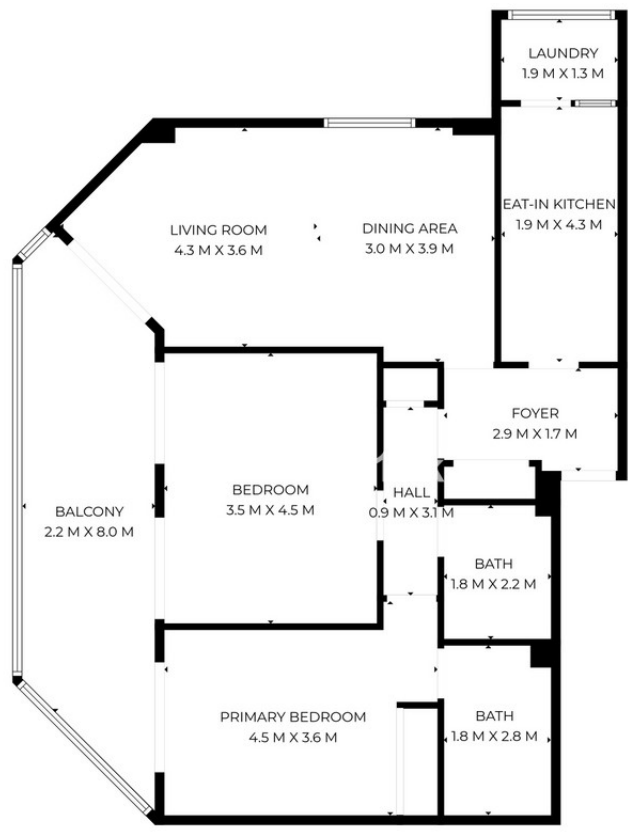 LAUNDRY
1.9 M X 1.3 M
EAT-IN KITCHEN
1.9 M X 4.3 M
LIVING ROOM
4.3 M X 3.6 M
DINING AREA
3.0 M X 3.9 M
FOYER
2.9 M X 1.7 M
BEDROOM
3.5 M X 4.5 M
HALL
0.9 M X 3.1 M
BALCONY
2.2 M X 8.0 M
BATH
1.8 M X 2.2 M
PRIMARY BEDROOM
4.5 M X 3.6 M
BATH
1.8 M X 2.8 M